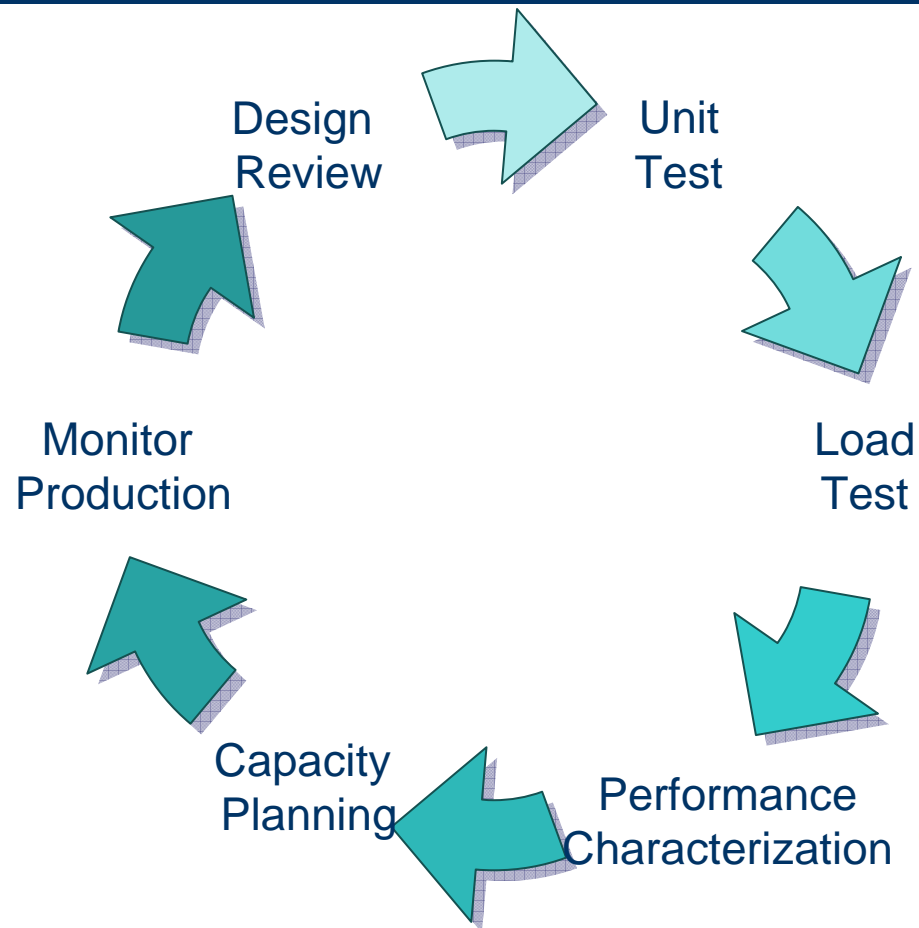 Design
Review
Unit
Test
Load
Test
Performance
Characterization
Capacity
Planning
Monitor
Production